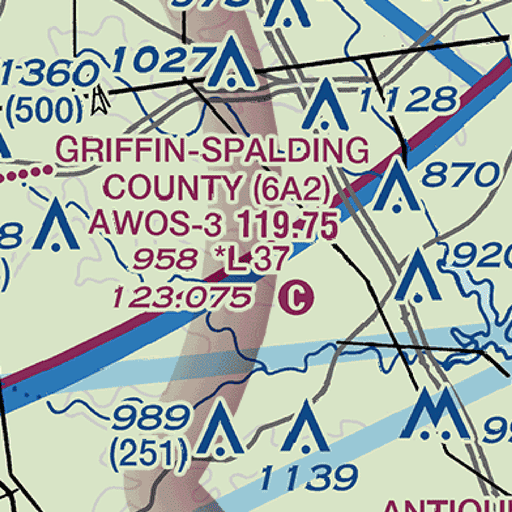 1027
1360
(500)
1128
GRIFFIN-SPALDING
COUNTY (6A2)
870
AWOS-3 119.75
958 *L 37
920
123.075 C
989
(251)
1139